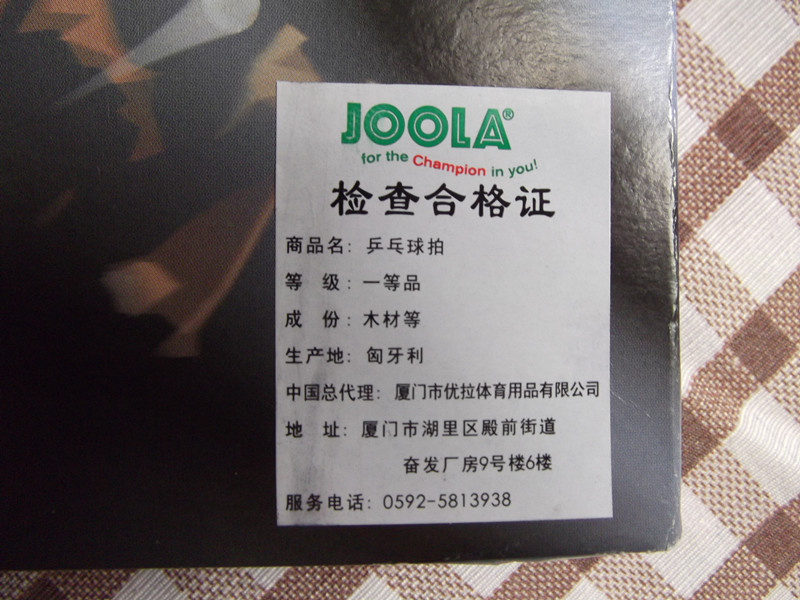 JOOLA®
for the Champion in you!
检查合格证
商品名: 乒乓球拍
等 级: 一等品
成 份: 木材等
生产地: 匈牙利
中国总代理: 厦门市优拉体育用品有限公司
地 址: 厦门市湖里区殿前街道
奋发厂房9号楼6楼
服务电话: 0592-5813938